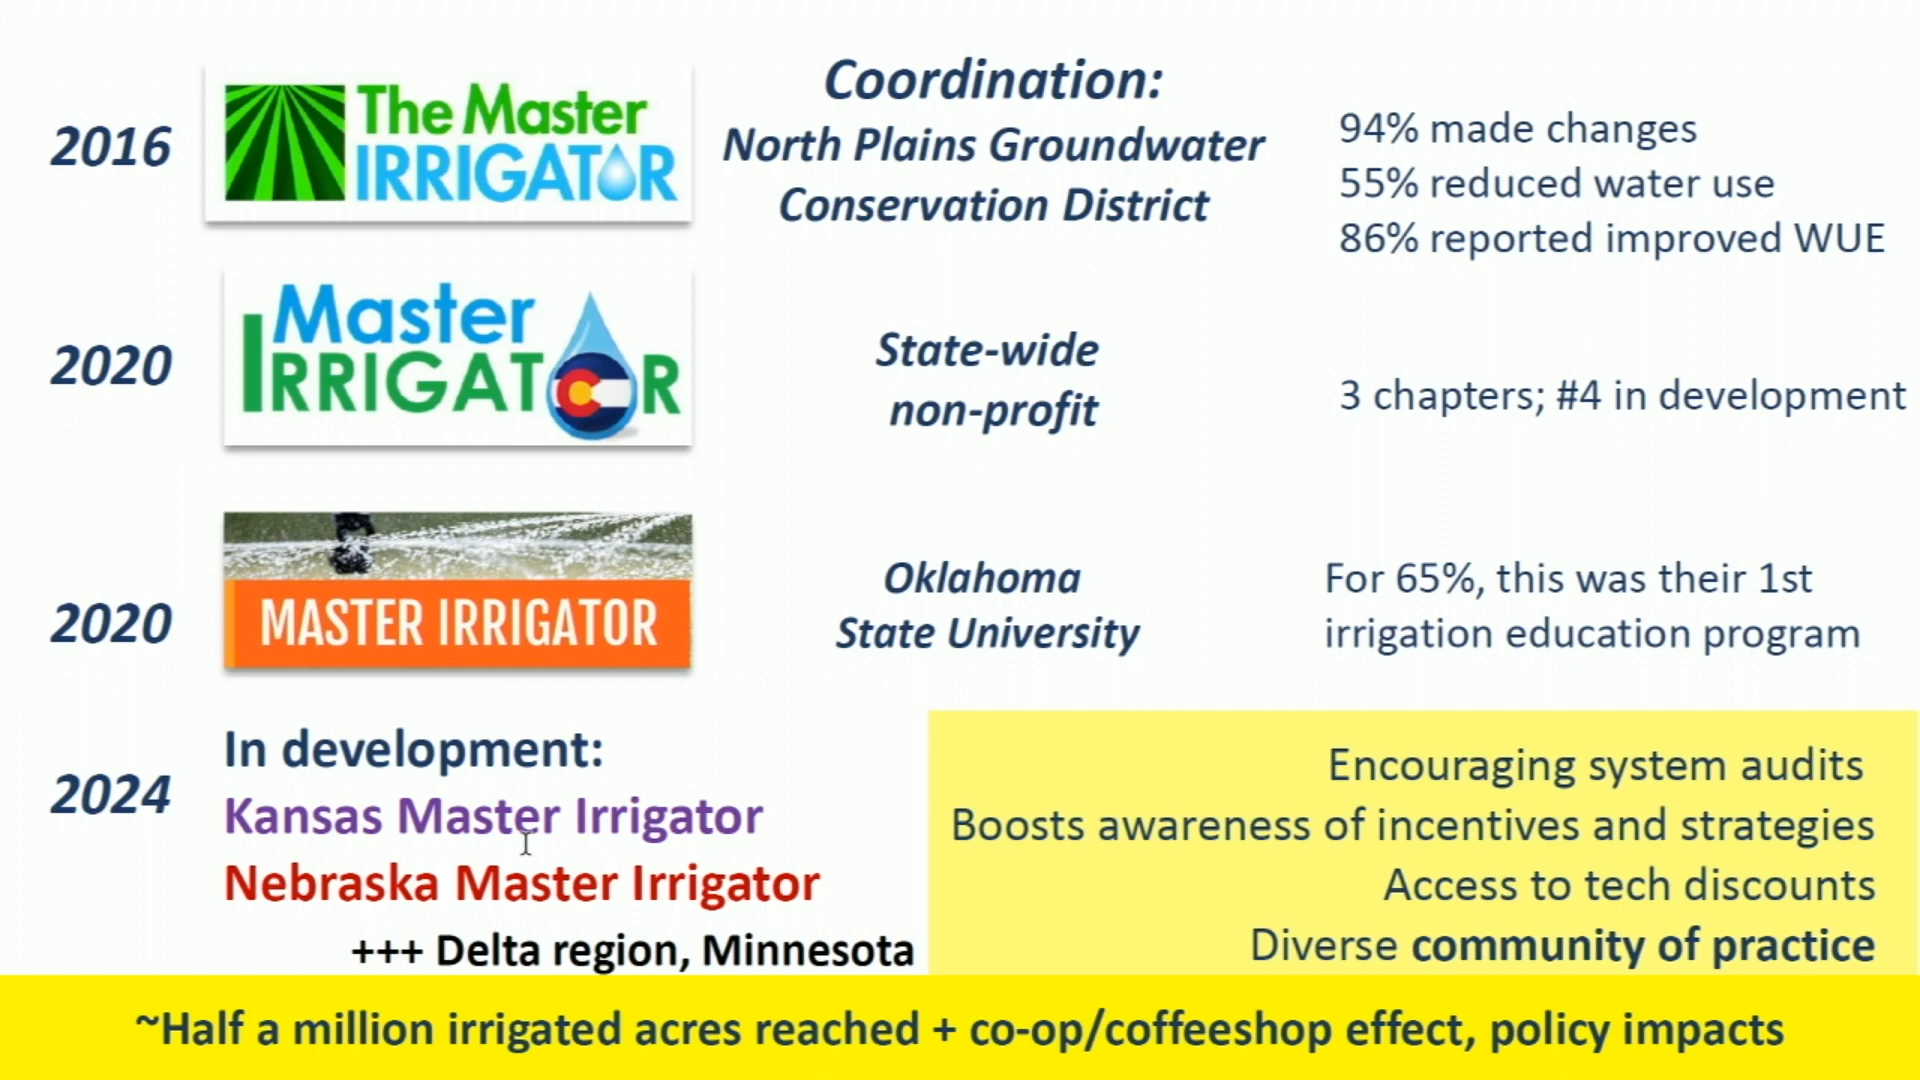 2016
The Master
IRRIGATOR
Coordination:
North Plains Groundwater
Conservation District
94% made changes
55% reduced water use
86% reported improved WUE
2020
Master
IRRIGATOR
State-wide
non-profit
3 chapters; #4 in development
2020
MASTER IRRIGATOR
Oklahoma
State University
For 65%, this was their 1st
irrigation education program
2024
In development:
Kansas Master Irrigator
Nebraska Master Irrigator
+++ Delta region, Minnesota
Encouraging system audits
Boosts awareness of incentives and strategies
Access to tech discounts
Diverse community of practice
~Half a million irrigated acres reached + co-op/coffeeshop effect, policy impacts